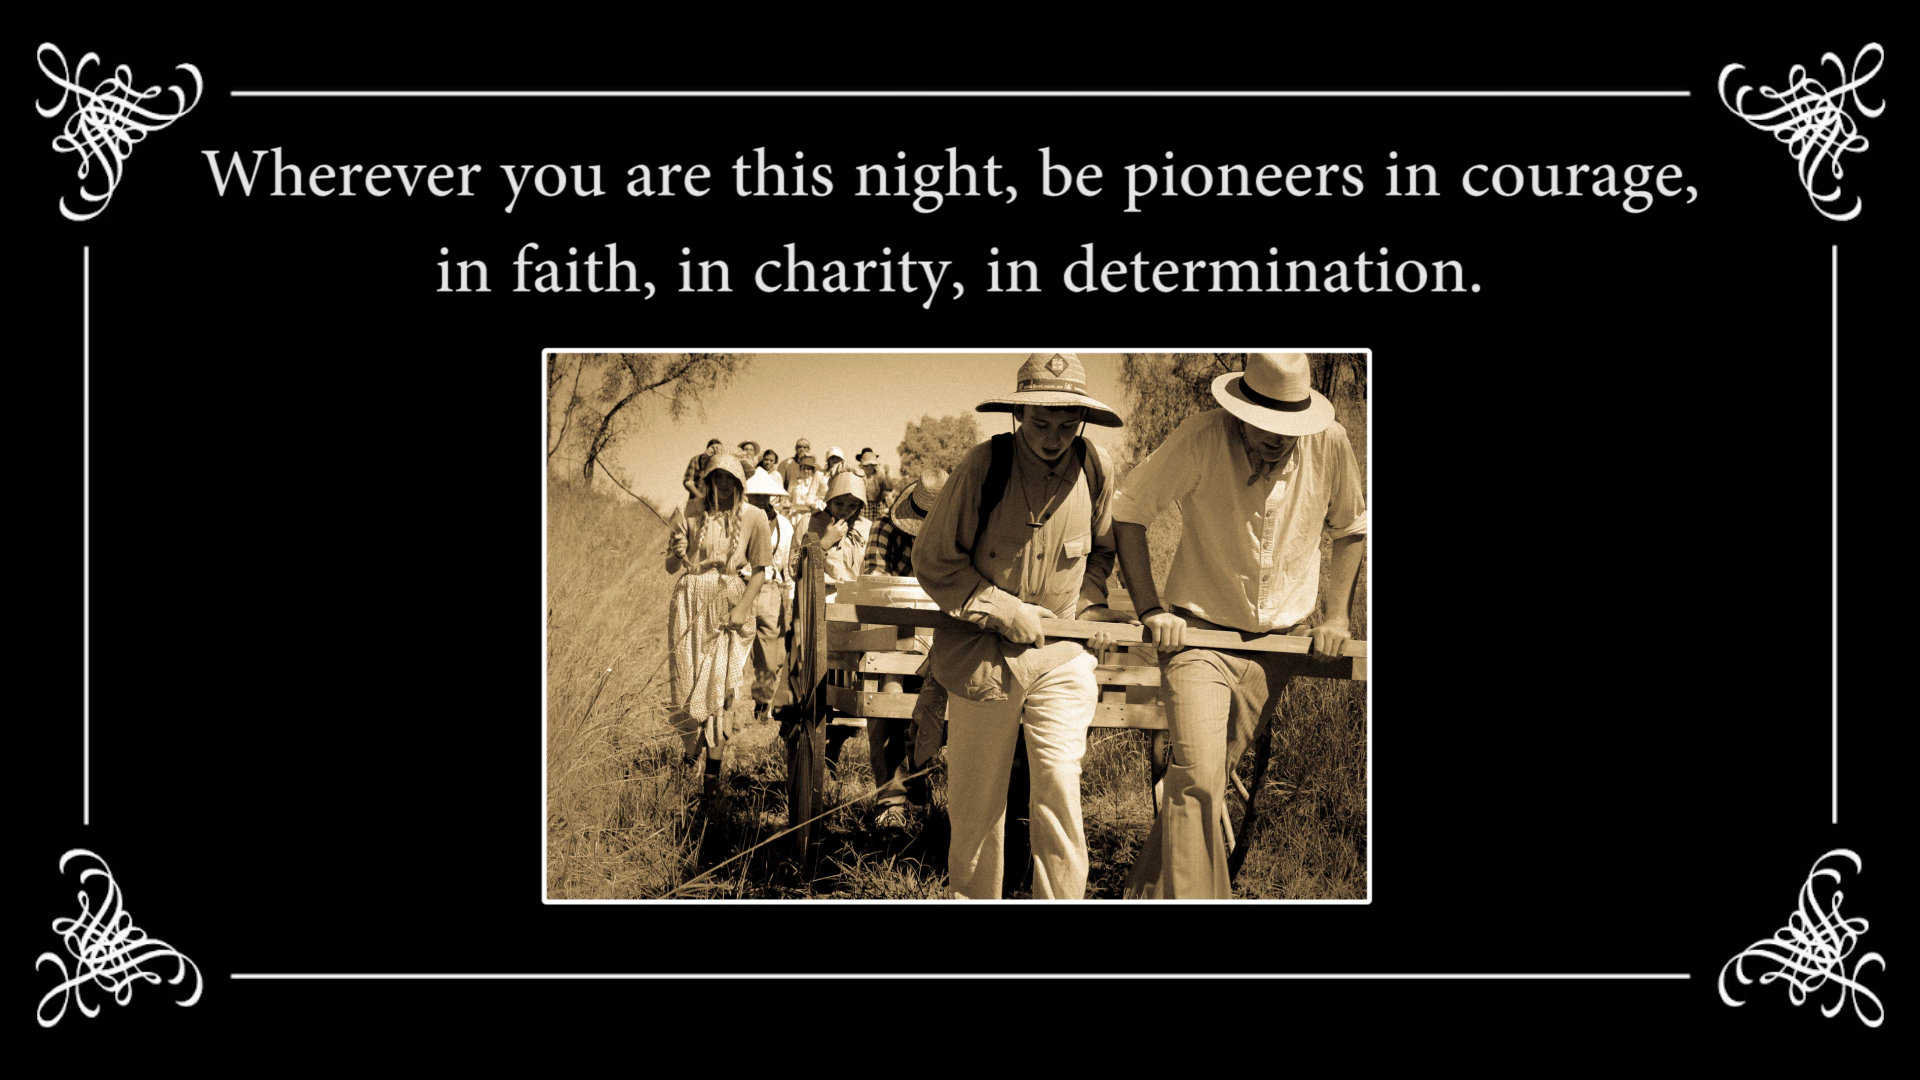 Wherever you are this night, be pioneers in courage,
in faith, in charity, in determination.